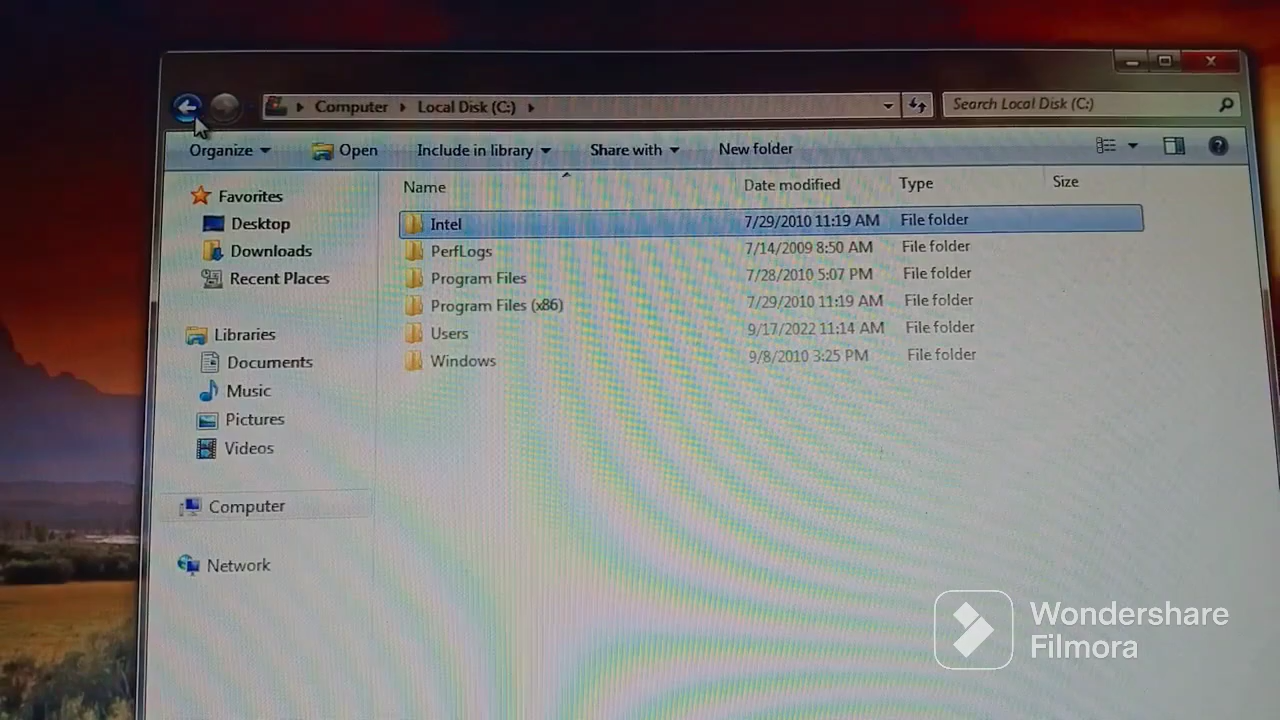 Computer Local Disk (C:) Search Local Disk (C:)
Organize Open Include in library Share with New folder
Name Date modified Type Size
Favorites
Desktop
Downloads
Recent Places
Libraries
Documents
Music
Pictures
Videos
Computer
Network
Intel 7/29/2010 11:19 AM File folder
PerfLogs 7/14/2009 8:50 AM File folder
Program Files 7/28/2010 5:07 PM File folder
Program Files (x86) 7/29/2010 11:19 AM File folder
Users 9/17/2022 11:14 AM File folder
Windows 9/8/2010 3:25 PM File folder
Wondershare
Filmora